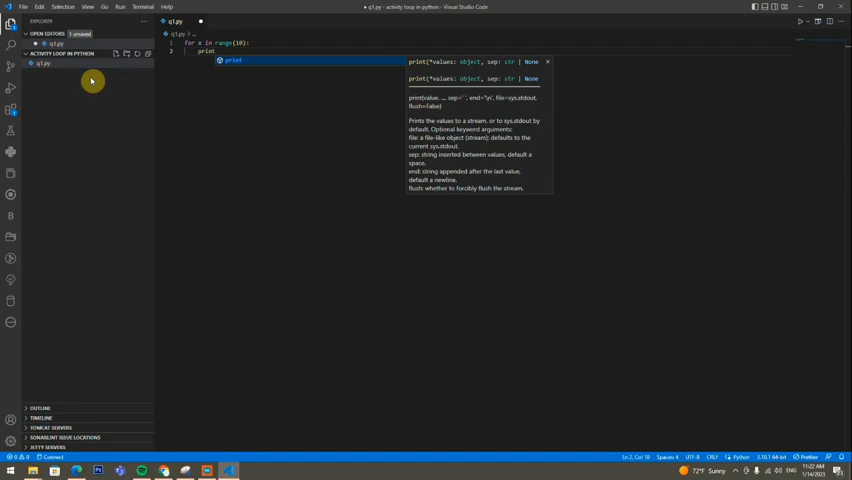 File Edit Selection View Go Run Terminal Help
● q1.py - activity loop in python - Visual Studio Code
EXPLORER ···
q1.py ●
OPEN EDITORS 1 unsaved
● q1.py
q1.py > ...
ACTIVITY LOOP IN PYTHON
q1.py
1 for x in range(10):
2 print
print
print(*values: object, sep: str | None
print(*values: object, sep: str | None
print(value, ..., sep=' ', end='\n', file=sys.stdout,
flush=False)
Prints the values to a stream, or to sys.stdout by
default. Optional keyword arguments:
file: a file-like object (stream); defaults to the
current sys.stdout.
sep: string inserted between values, default a
space.
end: string appended after the last value,
default a newline.
flush: whether to forcibly flush the stream.
OUTLINE
TIMELINE
TOMCAT SERVERS
SONARLINT ISSUE LOCATIONS
JETTY SERVERS
0 0 Connect
Ln 2, Col 10 Spaces: 4 UTF-8 CRLF Python 3.10.1 64-bit Prettier
72°F Sunny ENG 11:22 AM
1/14/2023